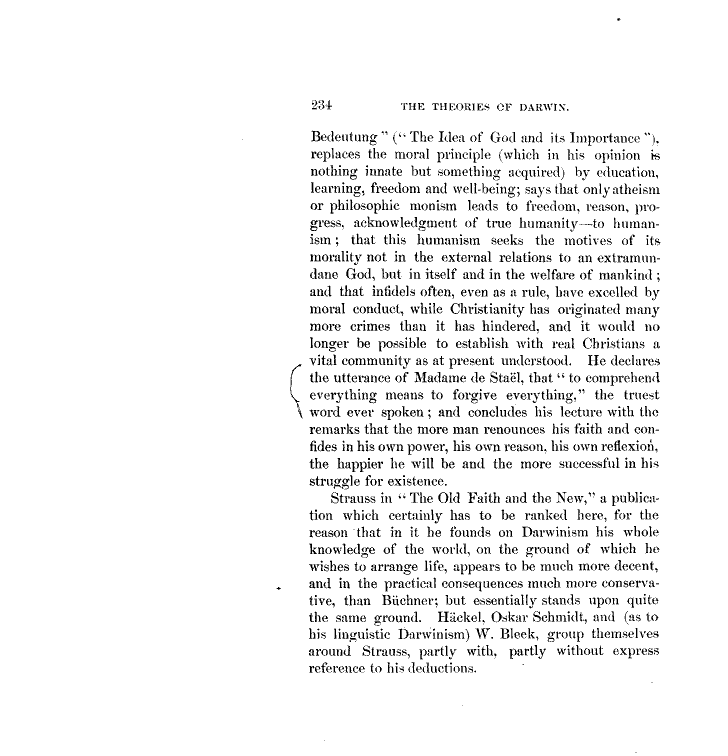 234 THE THEORIES OF DARWIN.
Bedeutung” (“The Idea of God and its Importance”),
replaces the moral principle (which in his opinion is
nothing innate but something acquired) by education,
learning, freedom and well-being; says that only atheism
or philosophic monism leads to freedom, reason, pro-
gress, acknowledgment of true humanity—to human-
ism; that this humanism seeks the motives of its
morality not in the external relations to an extramun-
dane God, but in itself and in the welfare of mankind;
and that infidels often, even as a rule, have excelled by
moral conduct, while Christianity has originated many
more crimes than it has hindered, and it would no
longer be possible to establish with real Christians a
vital community as at present understood. He declares
the utterance of Madame de Staël, that “to comprehend
everything means to forgive everything,” the truest
word ever spoken; and concludes his lecture with the
remarks that the more man renounces his faith and con-
fides in his own power, his own reason, his own reflexion,
the happier he will be and the more successful in his
struggle for existence.
Strauss in “The Old Faith and the New,” a publica-
tion which certainly has to be ranked here, for the
reason that in it he founds on Darwinism his whole
knowledge of the world, on the ground of which he
wishes to arrange life, appears to be much more decent,
and in the practical consequences much more conserva-
tive, than Büchner; but essentially stands upon quite
the same ground. Häckel, Oskar Schmidt, and (as to
his linguistic Darwinism) W. Bleek, group themselves
around Strauss, partly with, partly without express
reference to his deductions.